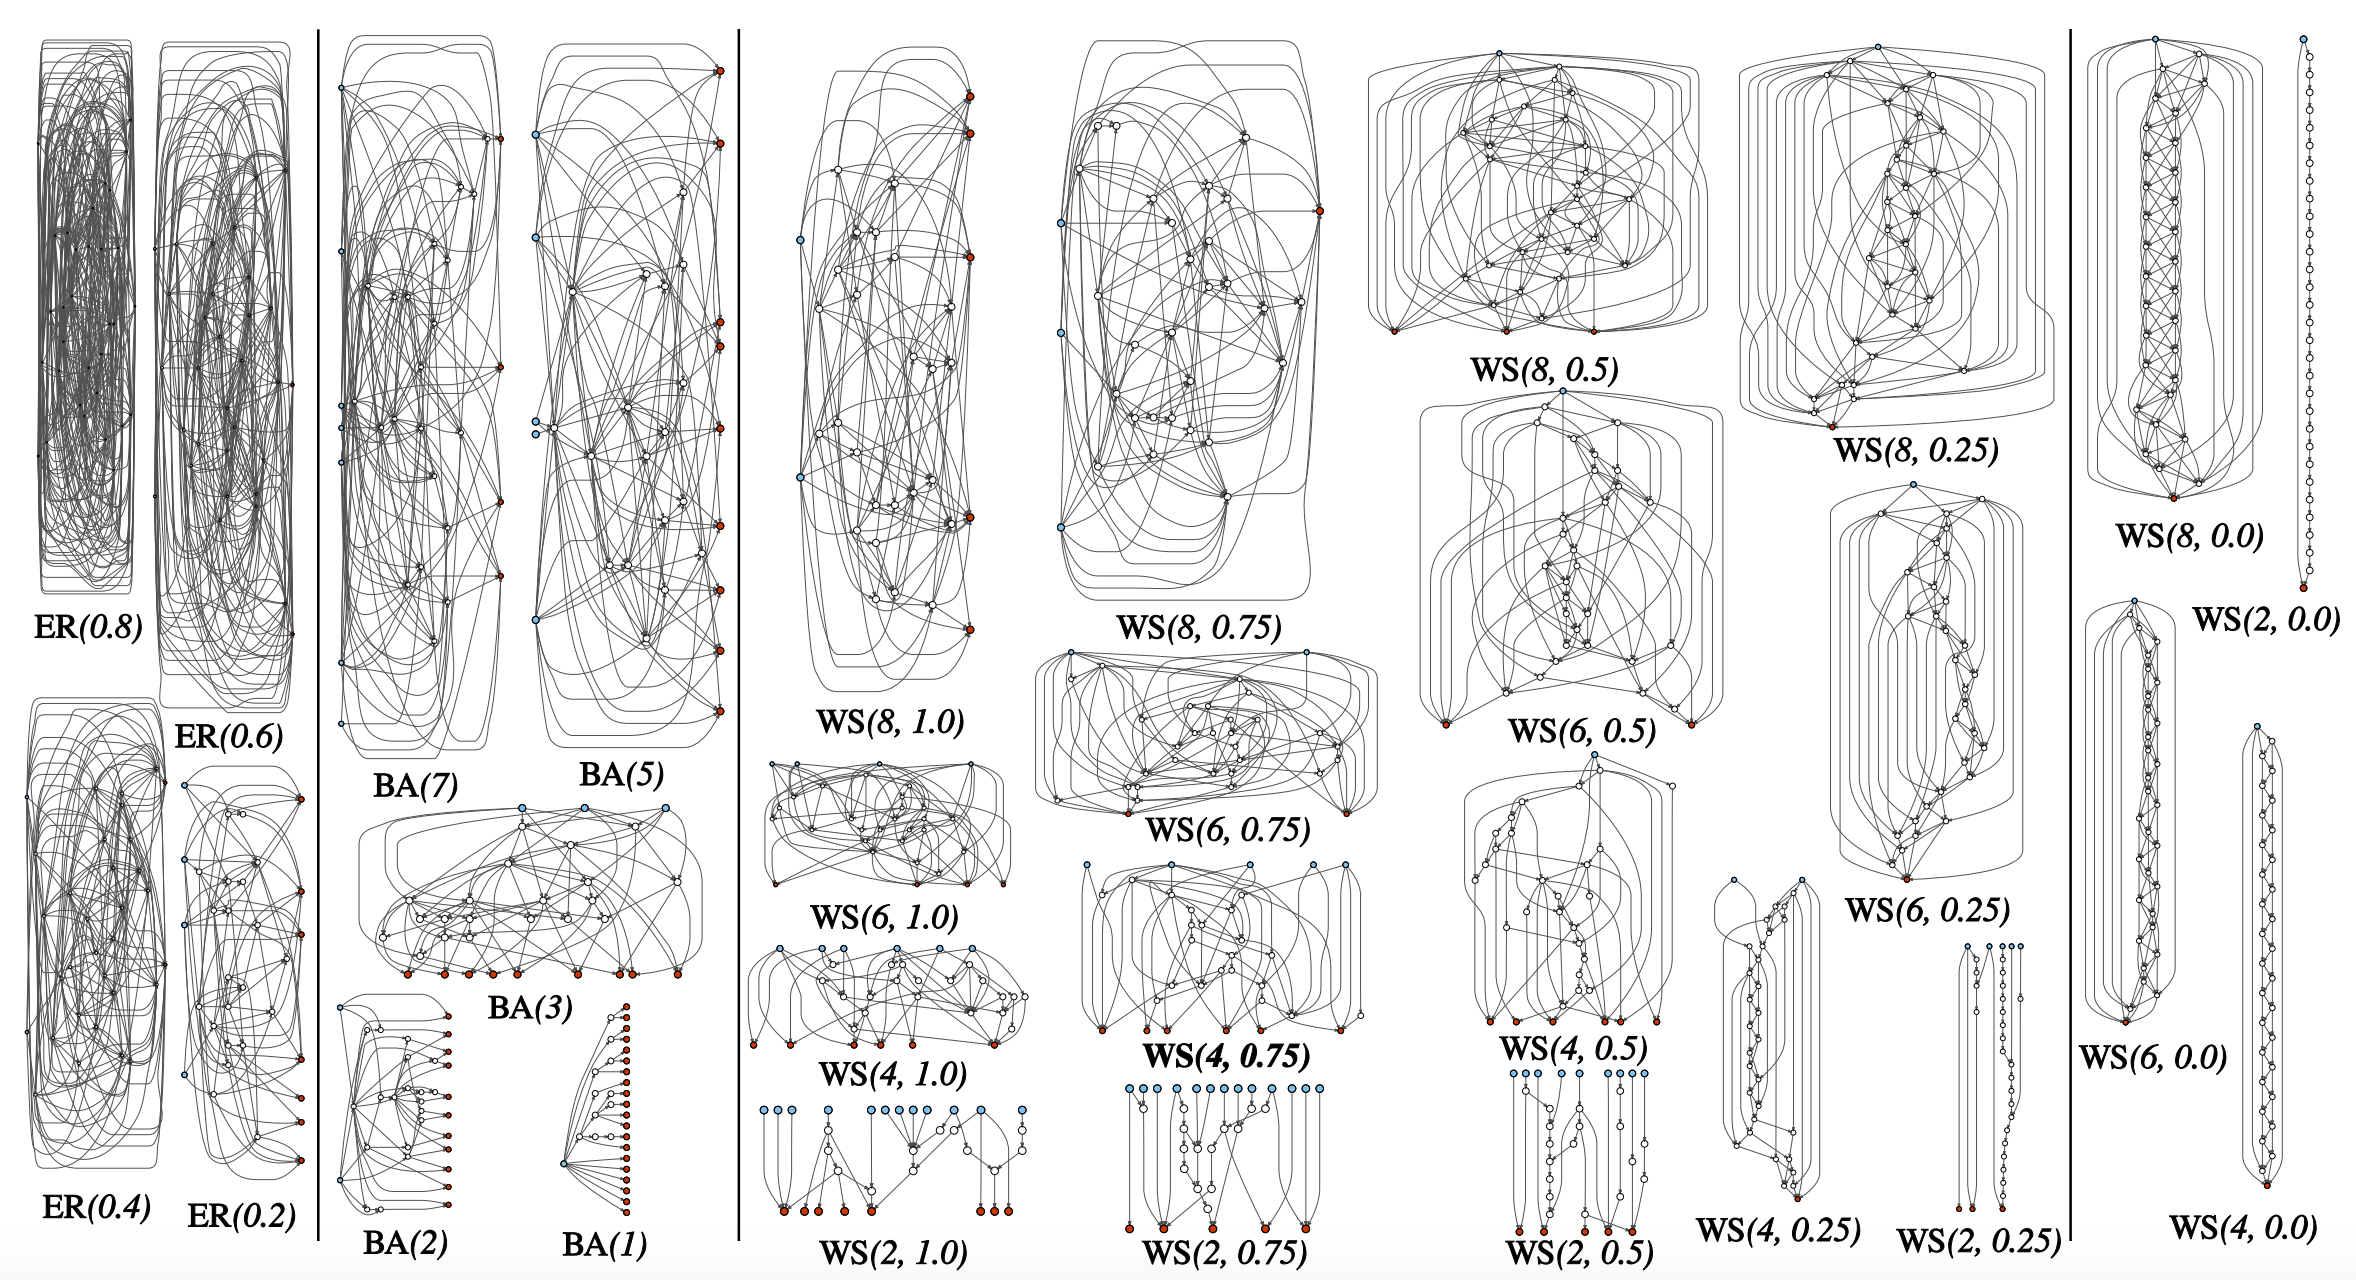 ER(0.8)
ER(0.6)
ER(0.4)
ER(0.2)
BA(7)
BA(5)
BA(3)
BA(2)
BA(1)
WS(8, 1.0)
WS(6, 1.0)
WS(4, 1.0)
WS(2, 1.0)
WS(8, 0.75)
WS(6, 0.75)
WS(4, 0.75)
WS(2, 0.75)
WS(8, 0.5)
WS(6, 0.5)
WS(4, 0.5)
WS(2, 0.5)
WS(8, 0.25)
WS(6, 0.25)
WS(4, 0.25)
WS(2, 0.25)
WS(8, 0.0)
WS(2, 0.0)
WS(6, 0.0)
WS(4, 0.0)